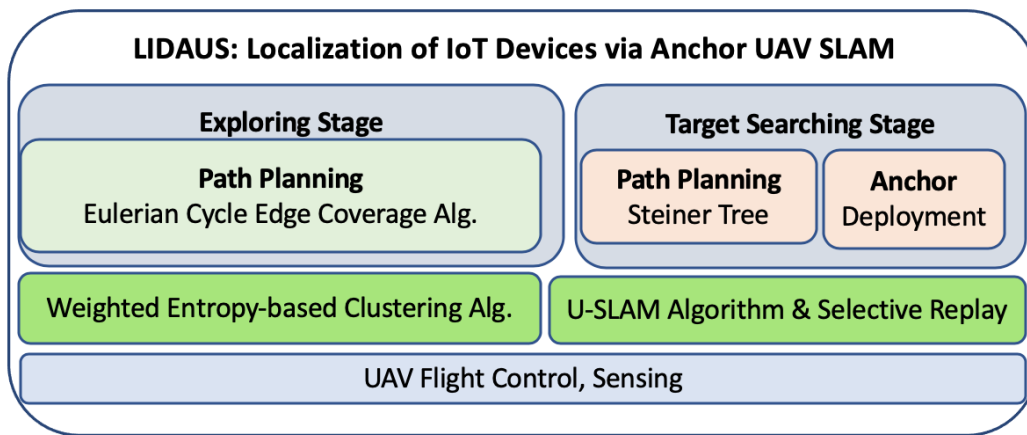 LIDAUS: Localization of IoT Devices via Anchor UAV SLAM
Exploring Stage
Path Planning
Eulerian Cycle Edge Coverage Alg.
Target Searching Stage
Path Planning
Steiner Tree
Anchor
Deployment
Weighted Entropy-based Clustering Alg.
U-SLAM Algorithm & Selective Replay
UAV Flight Control, Sensing